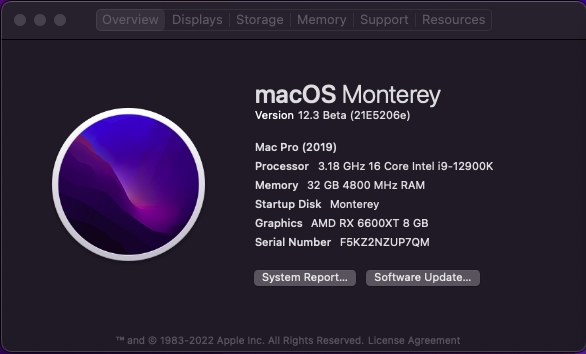 Overview Displays Storage Memory Support Resources
macOS Monterey
Version 12.3 Beta (21E5206e)
Mac Pro (2019)
Processor 3.18 GHz 16 Core Intel i9-12900K
Memory 32 GB 4800 MHz RAM
Startup Disk Monterey
Graphics AMD RX 6600XT 8 GB
Serial Number F5KZ2NZUP7QM
System Report... Software Update...
™ and © 1983-2022 Apple Inc. All Rights Reserved. License Agreement